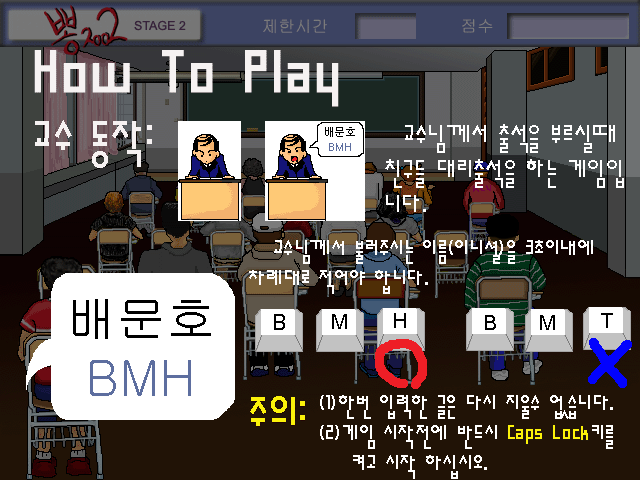 뽕2002 STAGE 2 제한시간 점수
How To Play
교수 동작:
배문호
BMH
교수님께서 출석을 부르실때
친구들 대리출석을 하는 게임입
니다.
교수님께서 불러주시는 이름(이니셜)을 3초이내에
차례대로 적어야 합니다.
배문호
BMH
B M H B M T
주의: (1)한번 입력한 글은 다시 지울수 없습니다.
(2)게임 시작전에 반드시 Caps Lock키를
켜고 시작 하십시오.